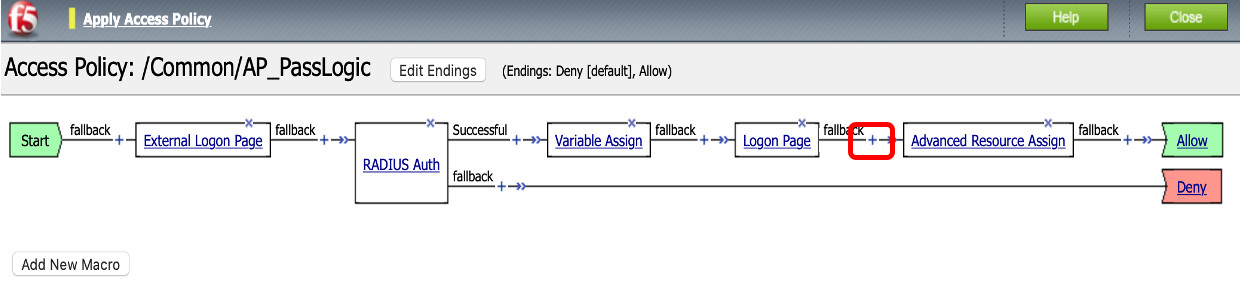 f5 Apply Access Policy Help Close
Access Policy: /Common/AP_PassLogic Edit Endings (Endings: Deny [default], Allow)
Start fallback + External Logon Page fallback + RADIUS Auth Successful + Variable Assign fallback + Logon Page fallback + Advanced Resource Assign fallback + Allow
fallback + Deny
Add New Macro